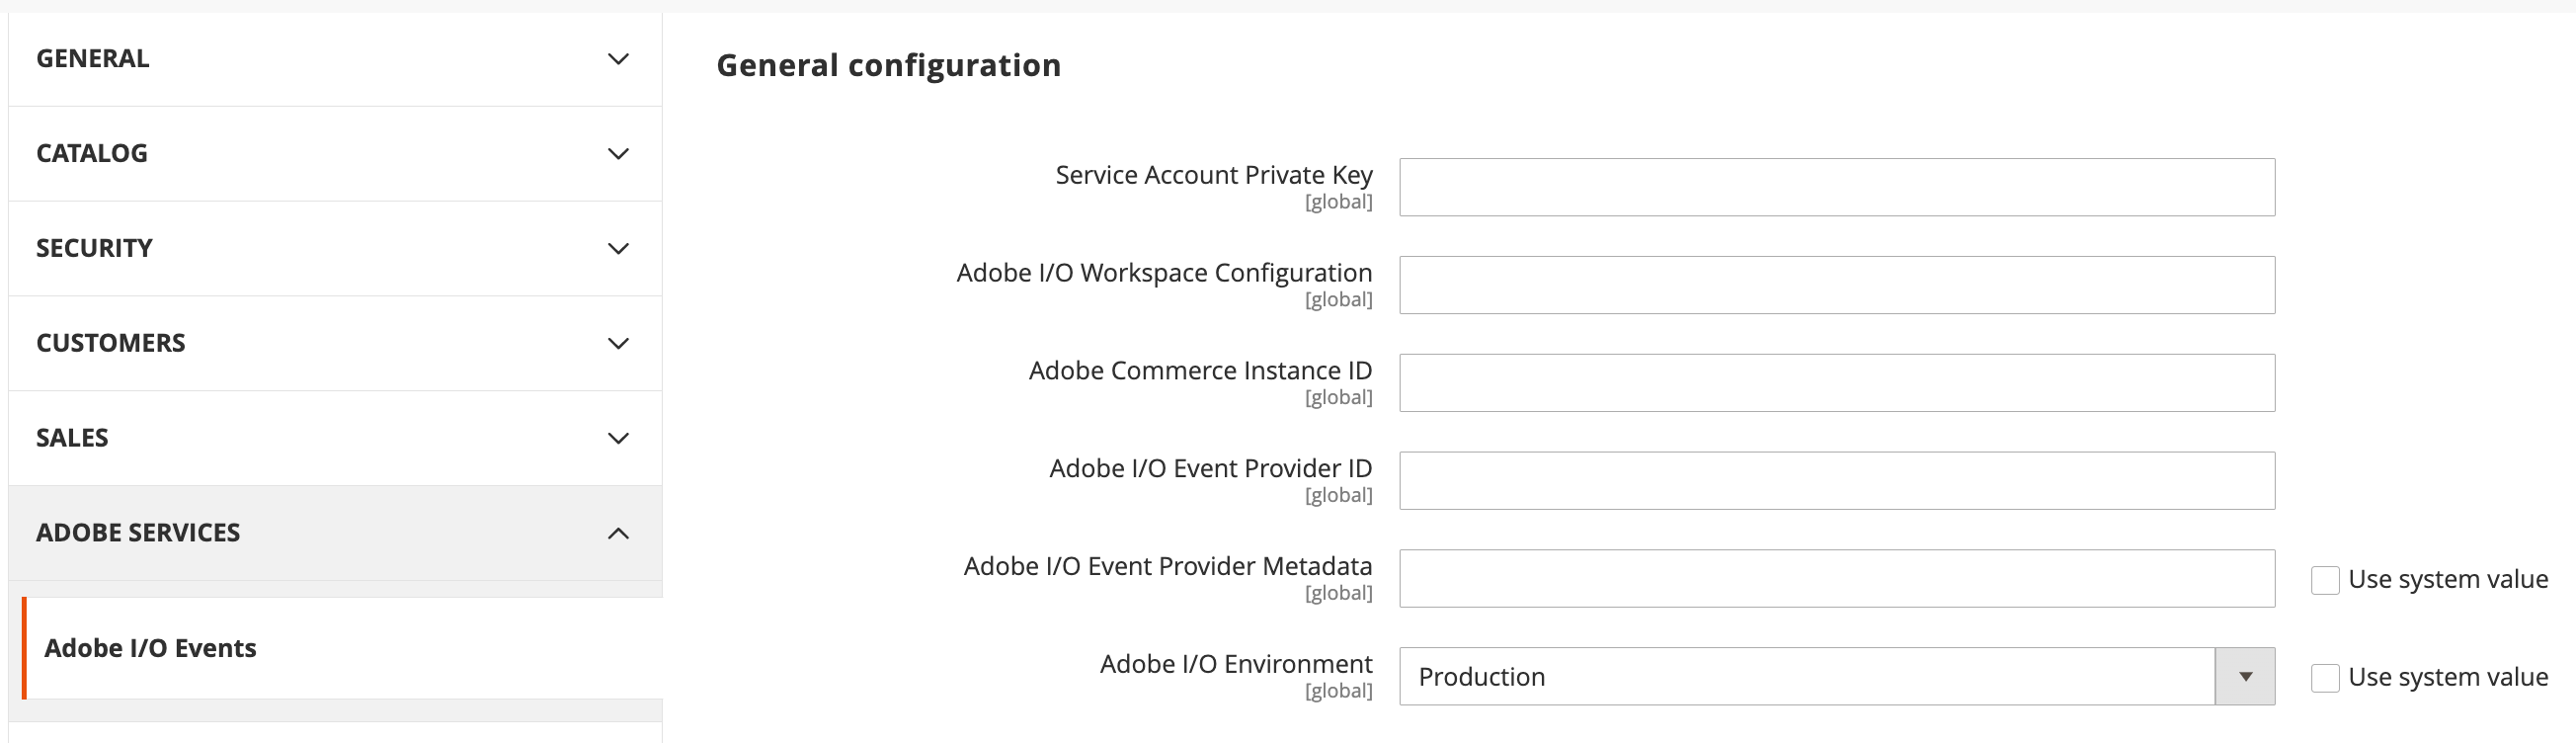 GENERAL
CATALOG
SECURITY
CUSTOMERS
SALES
ADOBE SERVICES
Adobe I/O Events
General configuration
Service Account Private Key
[global]
Adobe I/O Workspace Configuration
[global]
Adobe Commerce Instance ID
[global]
Adobe I/O Event Provider ID
[global]
Adobe I/O Event Provider Metadata
[global]
Use system value
Adobe I/O Environment
[global]
Production
Use system value